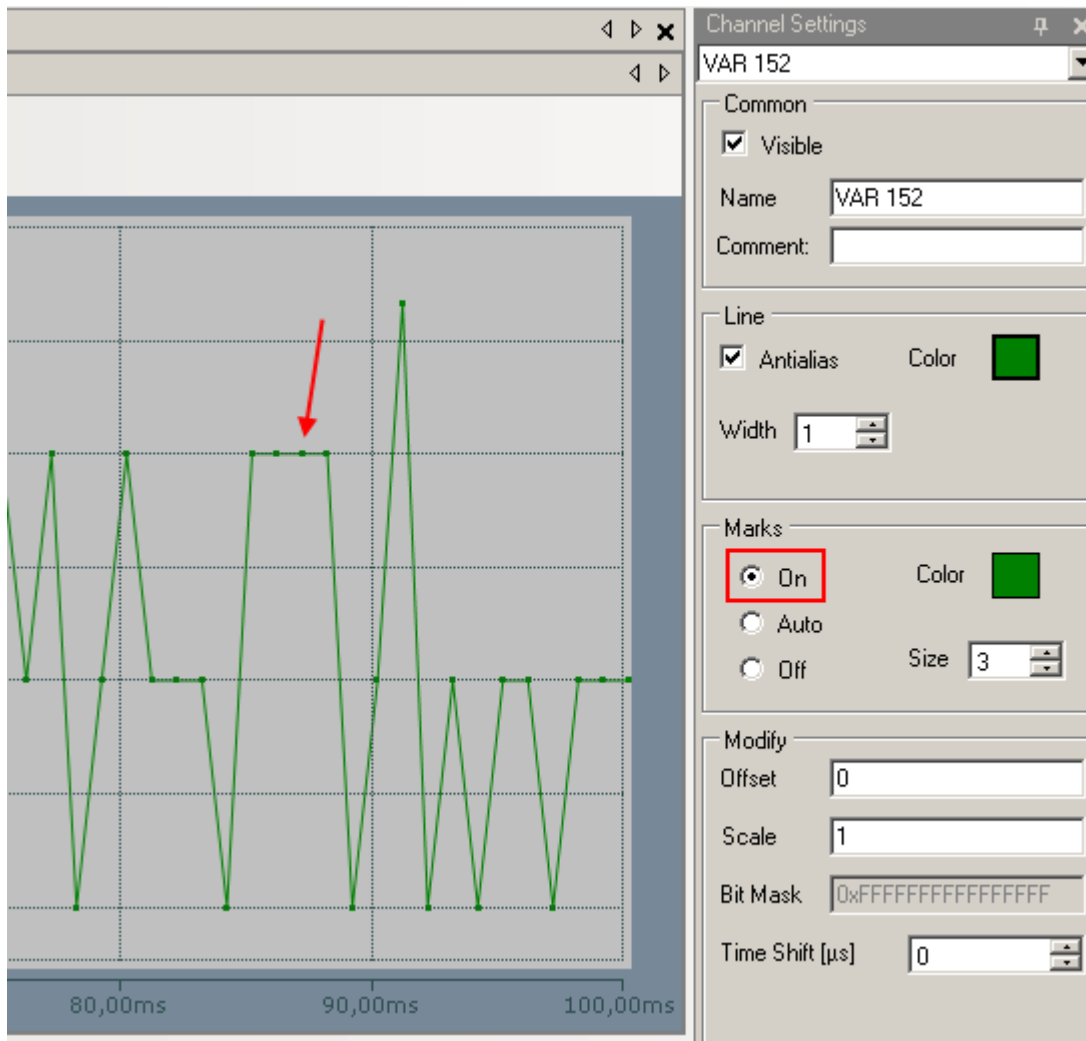 Channel Settings
VAR 152
Common
Visible
Name VAR 152
Comment:
Line
Antialias Color
Width 1
Marks
On Color
Auto
Off Size 3
Modify
Offset 0
Scale 1
Bit Mask 0xFFFFFFFFFFFFFFFF
Time Shift [µs] 0
80,00ms 90,00ms 100,00ms